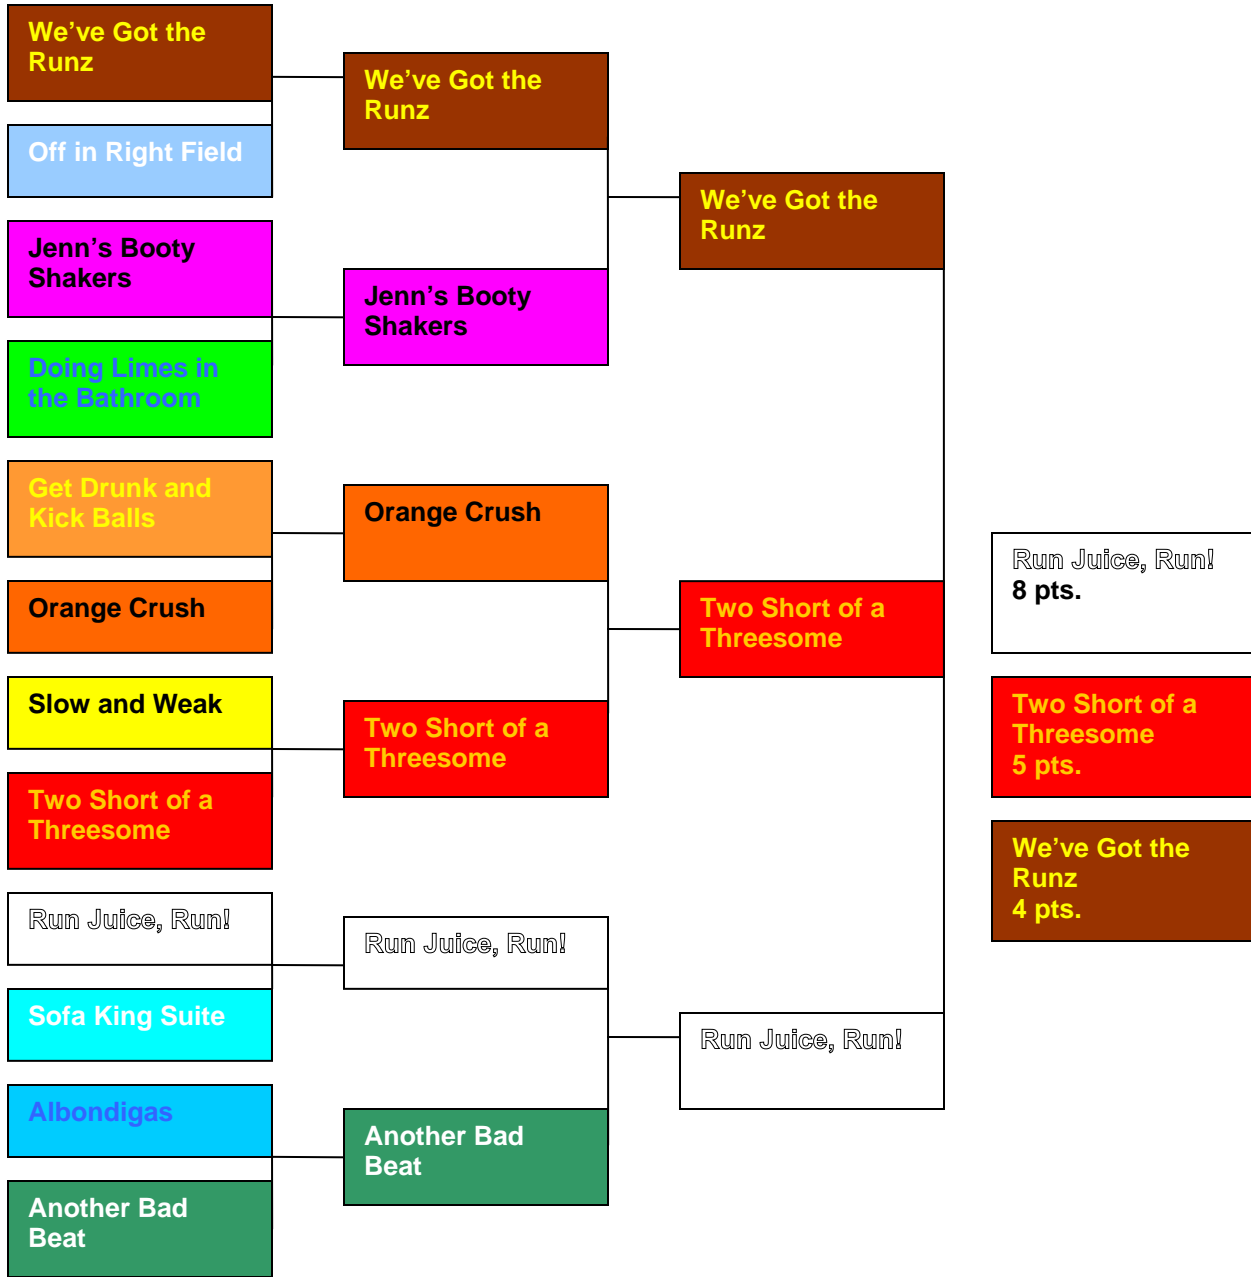 We’ve Got the
Runz
Off in Right Field
Jenn’s Booty
Shakers
Doing Limes in
the Bathroom
Get Drunk and
Kick Balls
Orange Crush
Slow and Weak
Two Short of a
Threesome
Run Juice, Run!
Sofa King Suite
Albondigas
Another Bad
Beat
We’ve Got the
Runz
Jenn’s Booty
Shakers
Orange Crush
Two Short of a
Threesome
Run Juice, Run!
Another Bad
Beat
We’ve Got the
Runz
Two Short of a
Threesome
Run Juice, Run!
Run Juice, Run!
8 pts.
Two Short of a
Threesome
5 pts.
We’ve Got the
Runz
4 pts.